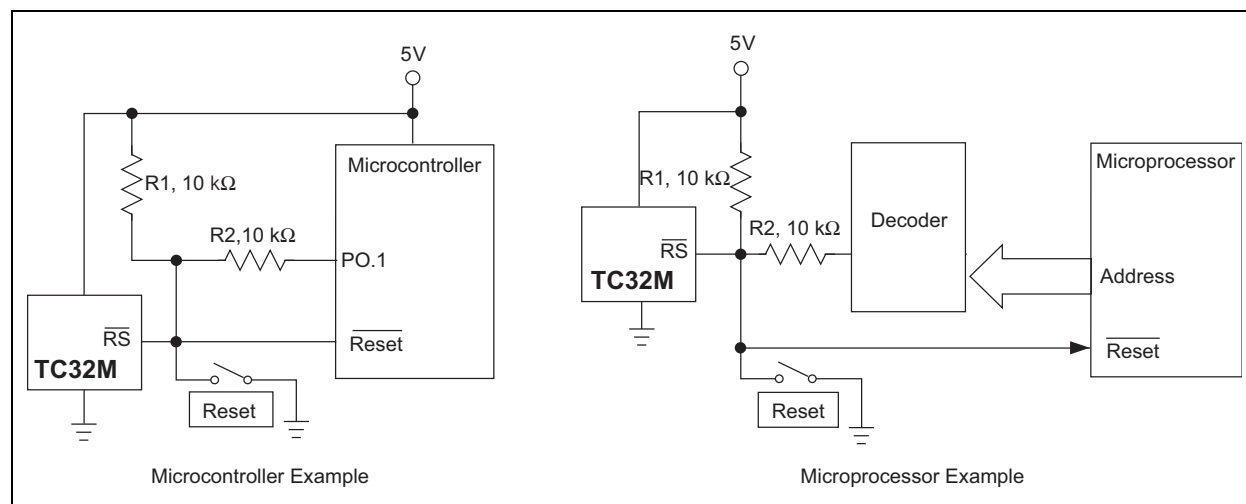 5V
Microcontroller
R1, 10 kΩ
R2,10 kΩ
PO.1
RS
TC32M
Reset
Reset
Microcontroller Example
5V
Microprocessor
R1, 10 kΩ
Decoder
R2, 10 kΩ
RS
TC32M
Address
Reset
Reset
Microprocessor Example